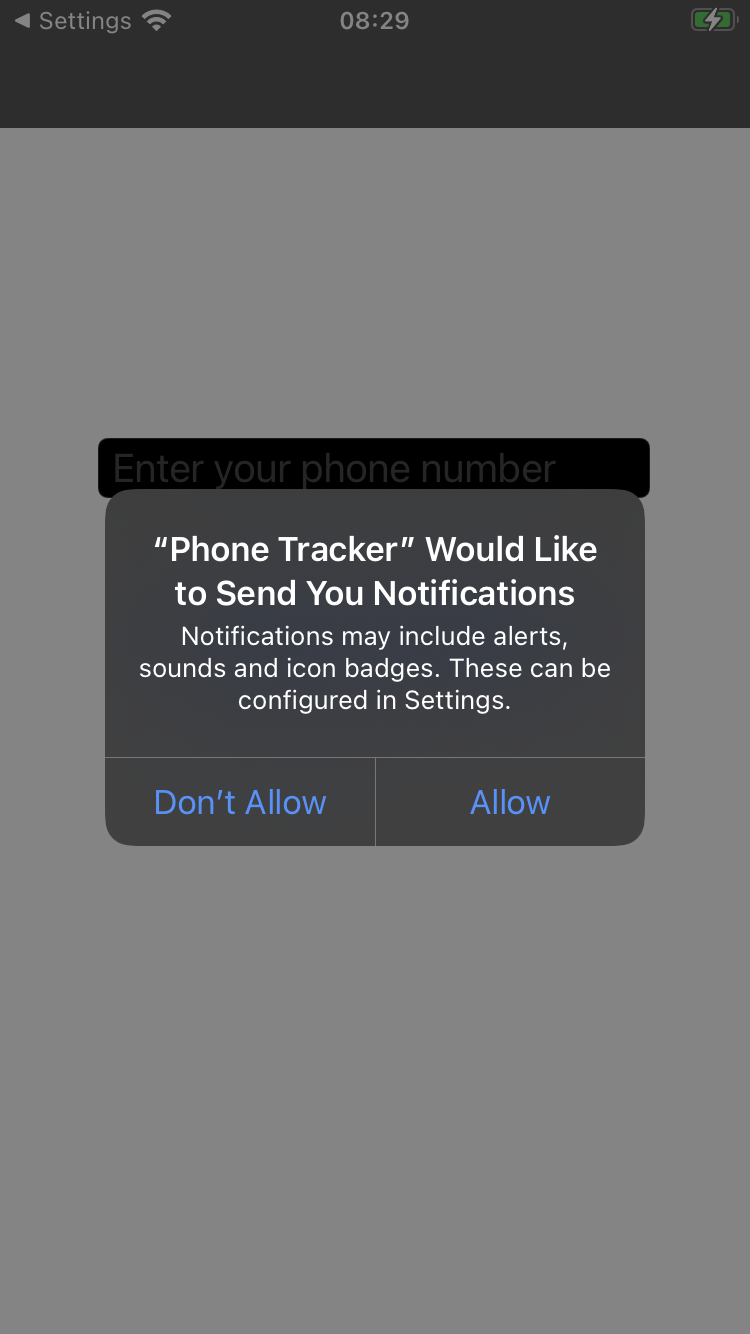 Settings
08:29
Enter your phone number
“Phone Tracker” Would Like
to Send You Notifications
Notifications may include alerts,
sounds and icon badges. These can be
configured in Settings.
Don’t Allow
Allow